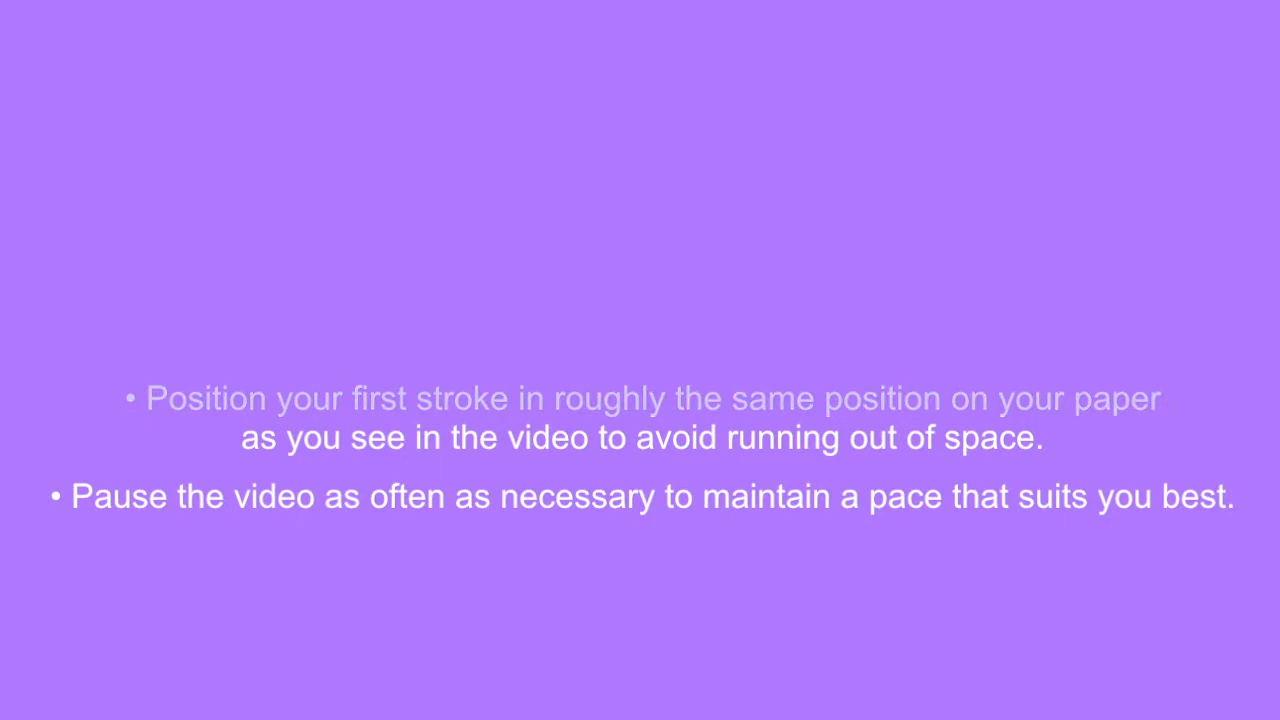 • Position your first stroke in roughly the same position on your paper
as you see in the video to avoid running out of space.
• Pause the video as often as necessary to maintain a pace that suits you best.